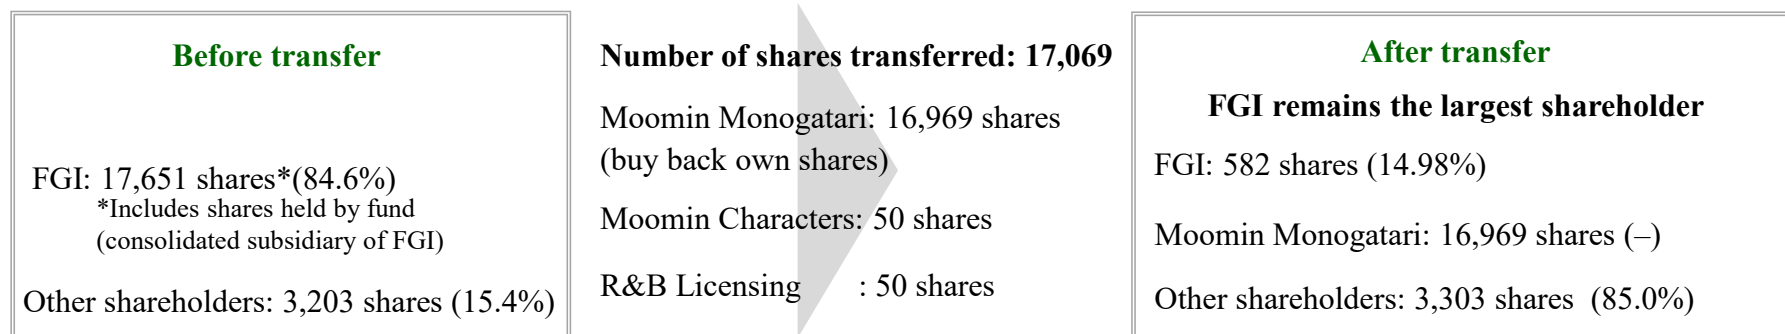 Before transfer
FGI: 17,651 shares*(84.6%)
*Includes shares held by fund
(consolidated subsidiary of FGI)
Other shareholders: 3,203 shares (15.4%)
Number of shares transferred: 17,069
Moomin Monogatari: 16,969 shares
(buy back own shares)
Moomin Characters: 50 shares
R&B Licensing : 50 shares
After transfer
FGI remains the largest shareholder
FGI: 582 shares (14.98%)
Moomin Monogatari: 16,969 shares (–)
Other shareholders: 3,303 shares (85.0%)